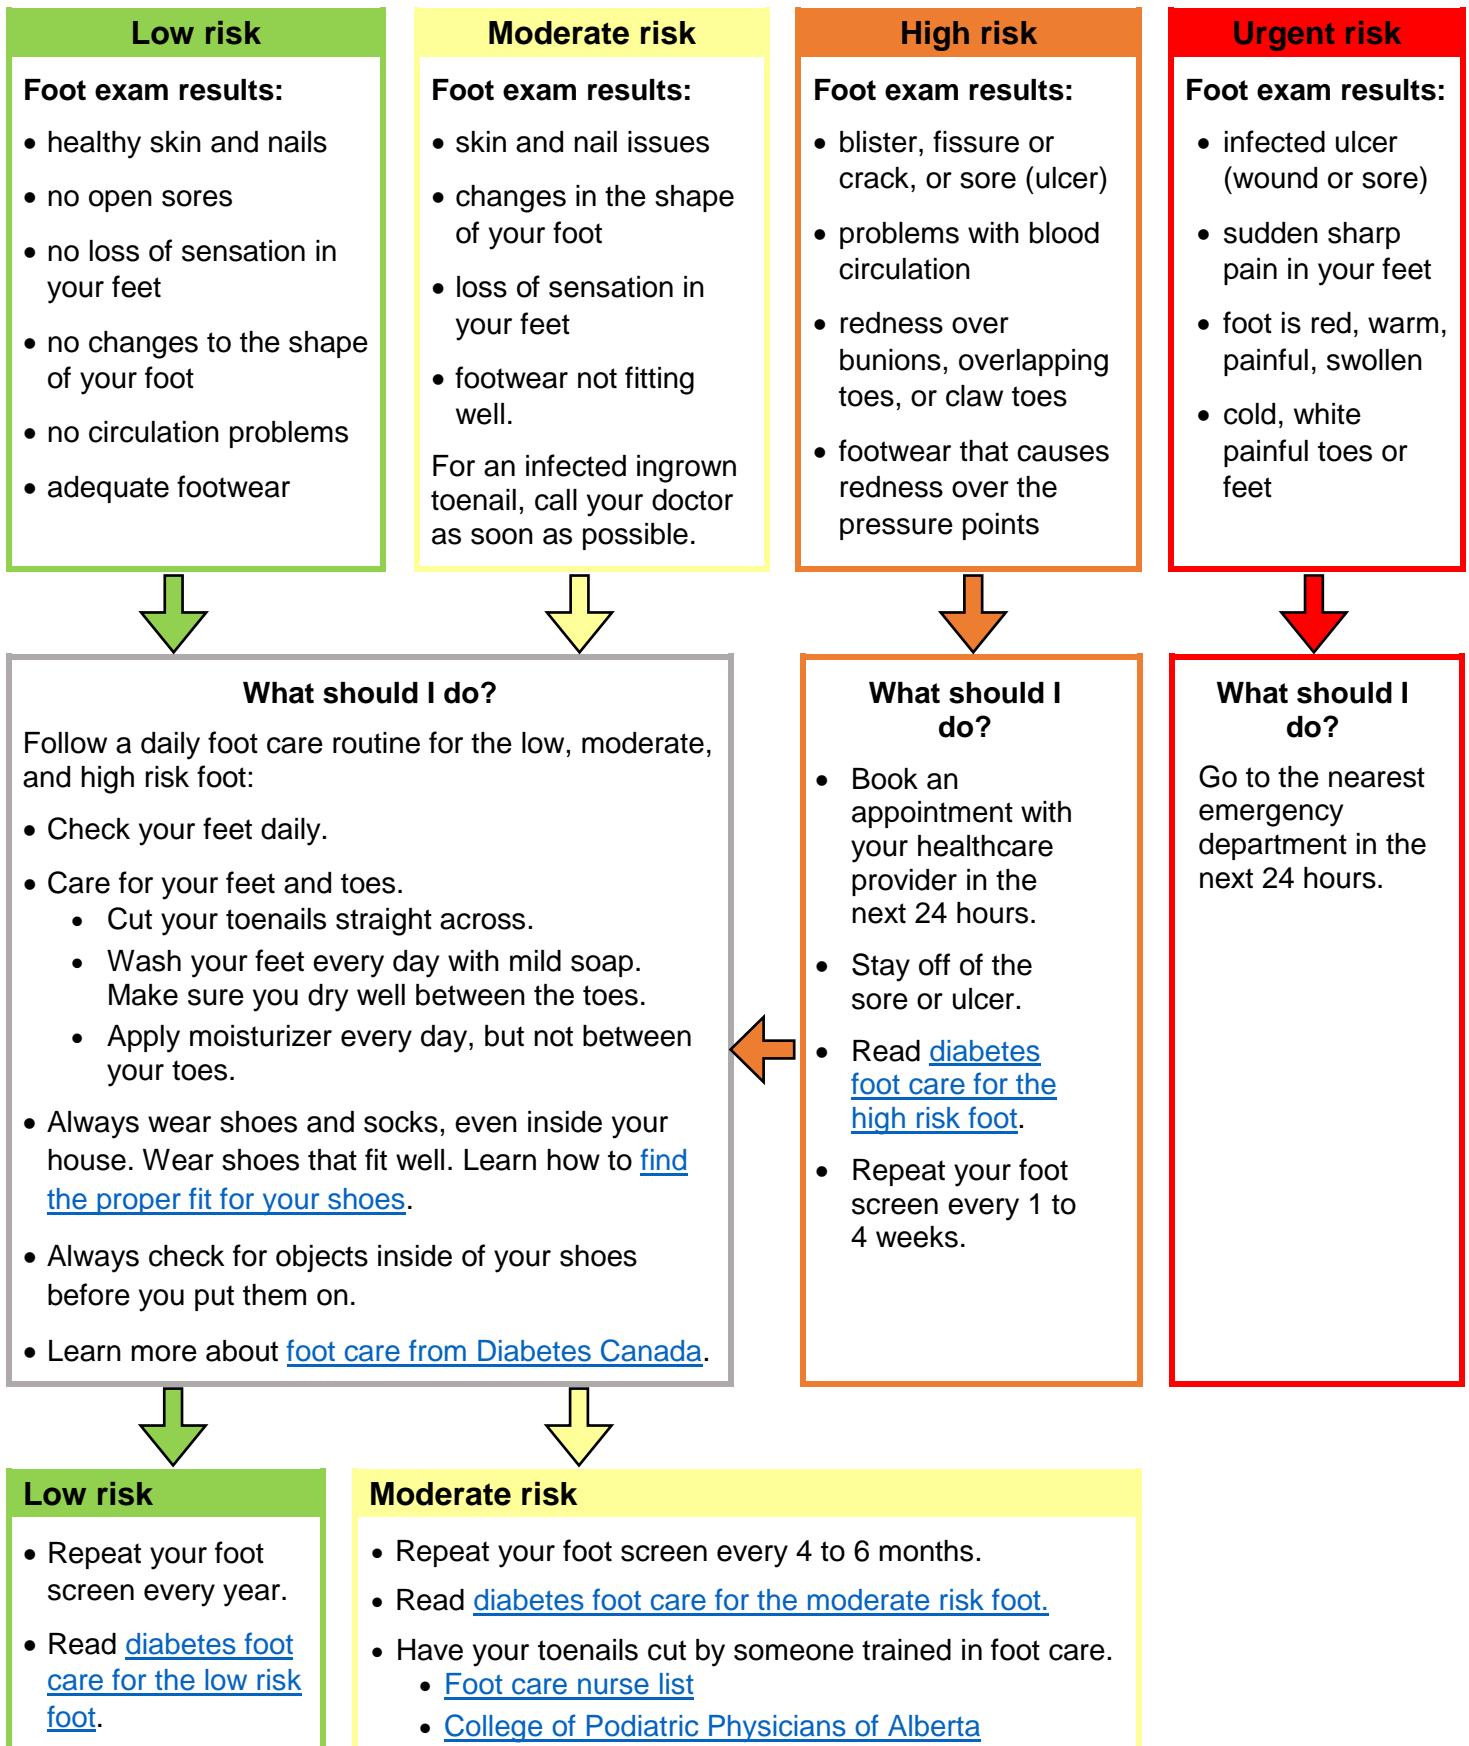 Low risk
Foot exam results:
• healthy skin and nails
• no open sores
• no loss of sensation in
your feet
• no changes to the shape
of your foot
• no circulation problems
• adequate footwear
Moderate risk
Foot exam results:
• skin and nail issues
• changes in the shape
of your foot
• loss of sensation in
your feet
• footwear not fitting
well.
For an infected ingrown
toenail, call your doctor
as soon as possible.
High risk
Foot exam results:
• blister, fissure or
crack, or sore (ulcer)
• problems with blood
circulation
• redness over
bunions, overlapping
toes, or claw toes
• footwear that causes
redness over the
pressure points
Urgent risk
Foot exam results:
• infected ulcer
(wound or sore)
• sudden sharp
pain in your feet
• foot is red, warm,
painful, swollen
• cold, white
painful toes or
feet
What should I do?
Follow a daily foot care routine for the low, moderate,
and high risk foot:
• Check your feet daily.
• Care for your feet and toes.
• Cut your toenails straight across.
• Wash your feet every day with mild soap.
Make sure you dry well between the toes.
• Apply moisturizer every day, but not between
your toes.
• Always wear shoes and socks, even inside your
house. Wear shoes that fit well. Learn how to find
the proper fit for your shoes.
• Always check for objects inside of your shoes
before you put them on.
• Learn more about foot care from Diabetes Canada.
What should I
do?
• Book an
appointment with
your healthcare
provider in the
next 24 hours.
• Stay off of the
sore or ulcer.
• Read diabetes
foot care for the
high risk foot.
• Repeat your foot
screen every 1 to
4 weeks.
What should I
do?
Go to the nearest
emergency
department in the
next 24 hours.
Low risk
• Repeat your foot
screen every year.
• Read diabetes foot
care for the low risk
foot.
Moderate risk
• Repeat your foot screen every 4 to 6 months.
• Read diabetes foot care for the moderate risk foot.
• Have your toenails cut by someone trained in foot care.
• Foot care nurse list
• College of Podiatric Physicians of Alberta